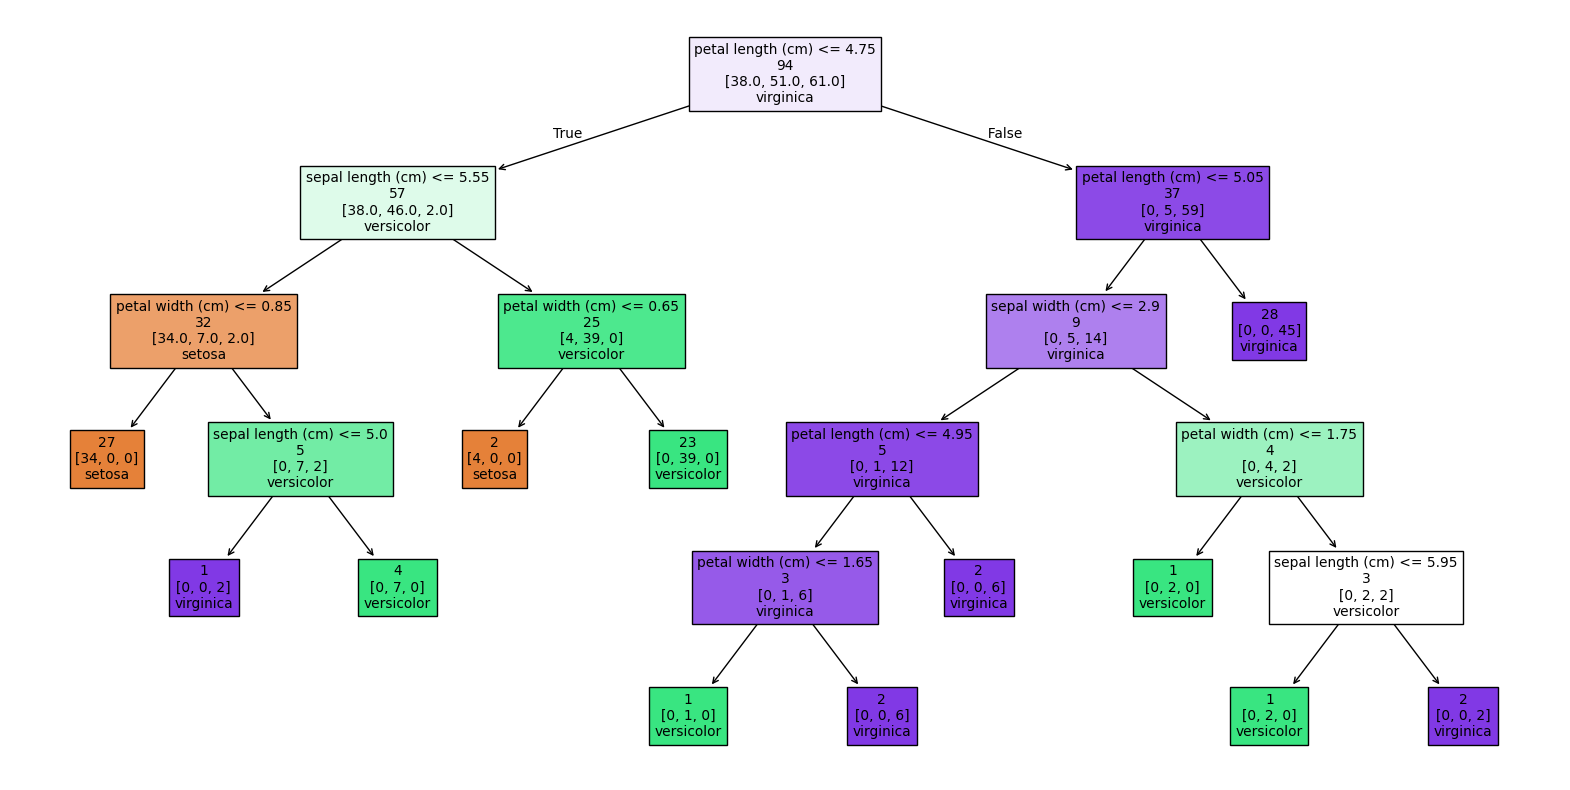 petal length (cm) <= 4.75
94
[38.0, 51.0, 61.0]
virginica
True
False
sepal length (cm) <= 5.55
57
[38.0, 46.0, 2.0]
versicolor
petal length (cm) <= 5.05
37
[0, 5, 59]
virginica
petal width (cm) <= 0.85
32
[34.0, 7.0, 2.0]
setosa
petal width (cm) <= 0.65
25
[4, 39, 0]
versicolor
sepal width (cm) <= 2.9
9
[0, 5, 14]
virginica
28
[0, 0, 45]
virginica
27
[34, 0, 0]
setosa
sepal length (cm) <= 5.0
5
[0, 7, 2]
versicolor
2
[4, 0, 0]
setosa
23
[0, 39, 0]
versicolor
petal length (cm) <= 4.95
5
[0, 1, 12]
virginica
petal width (cm) <= 1.75
4
[0, 4, 2]
versicolor
1
[0, 0, 2]
virginica
4
[0, 7, 0]
versicolor
petal width (cm) <= 1.65
3
[0, 1, 6]
virginica
2
[0, 0, 6]
virginica
1
[0, 2, 0]
versicolor
sepal length (cm) <= 5.95
3
[0, 2, 2]
versicolor
1
[0, 1, 0]
versicolor
2
[0, 0, 6]
virginica
1
[0, 2, 0]
versicolor
2
[0, 0, 2]
virginica